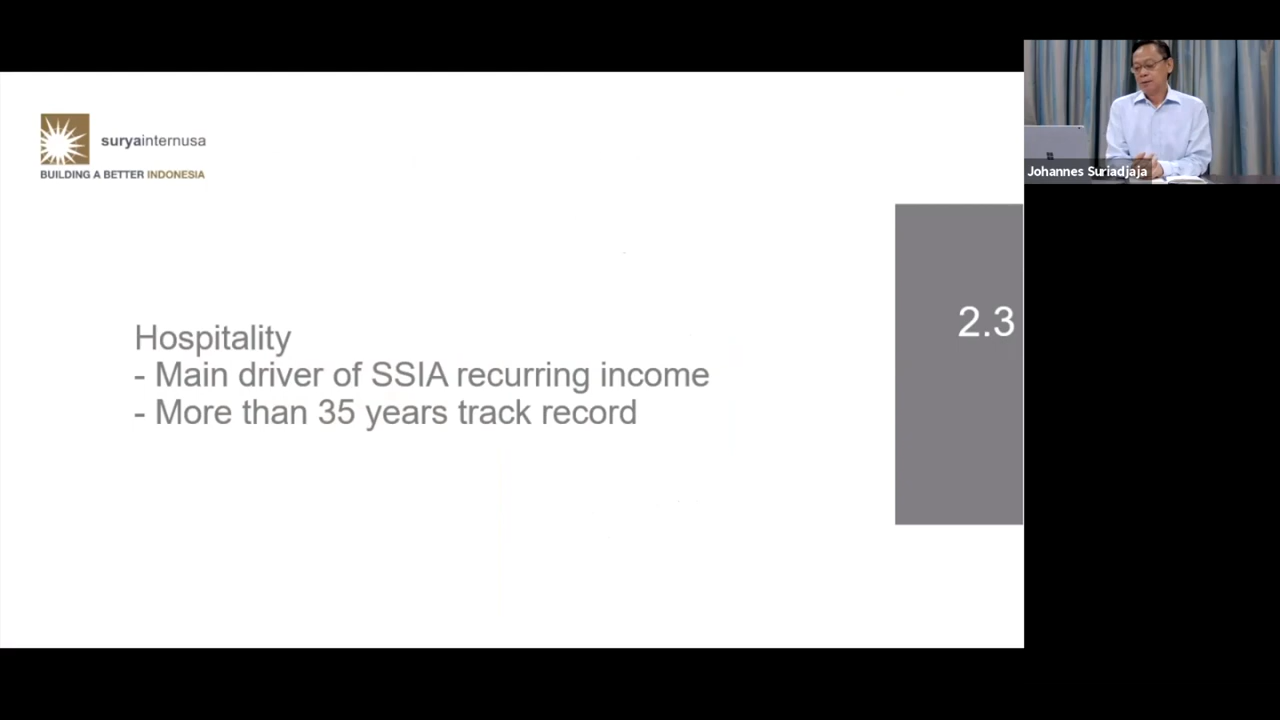 suryainternusa
BUILDING A BETTER INDONESIA
Hospitality
- Main driver of SSIA recurring income
- More than 35 years track record
2.3
Johannes Suriadjaja